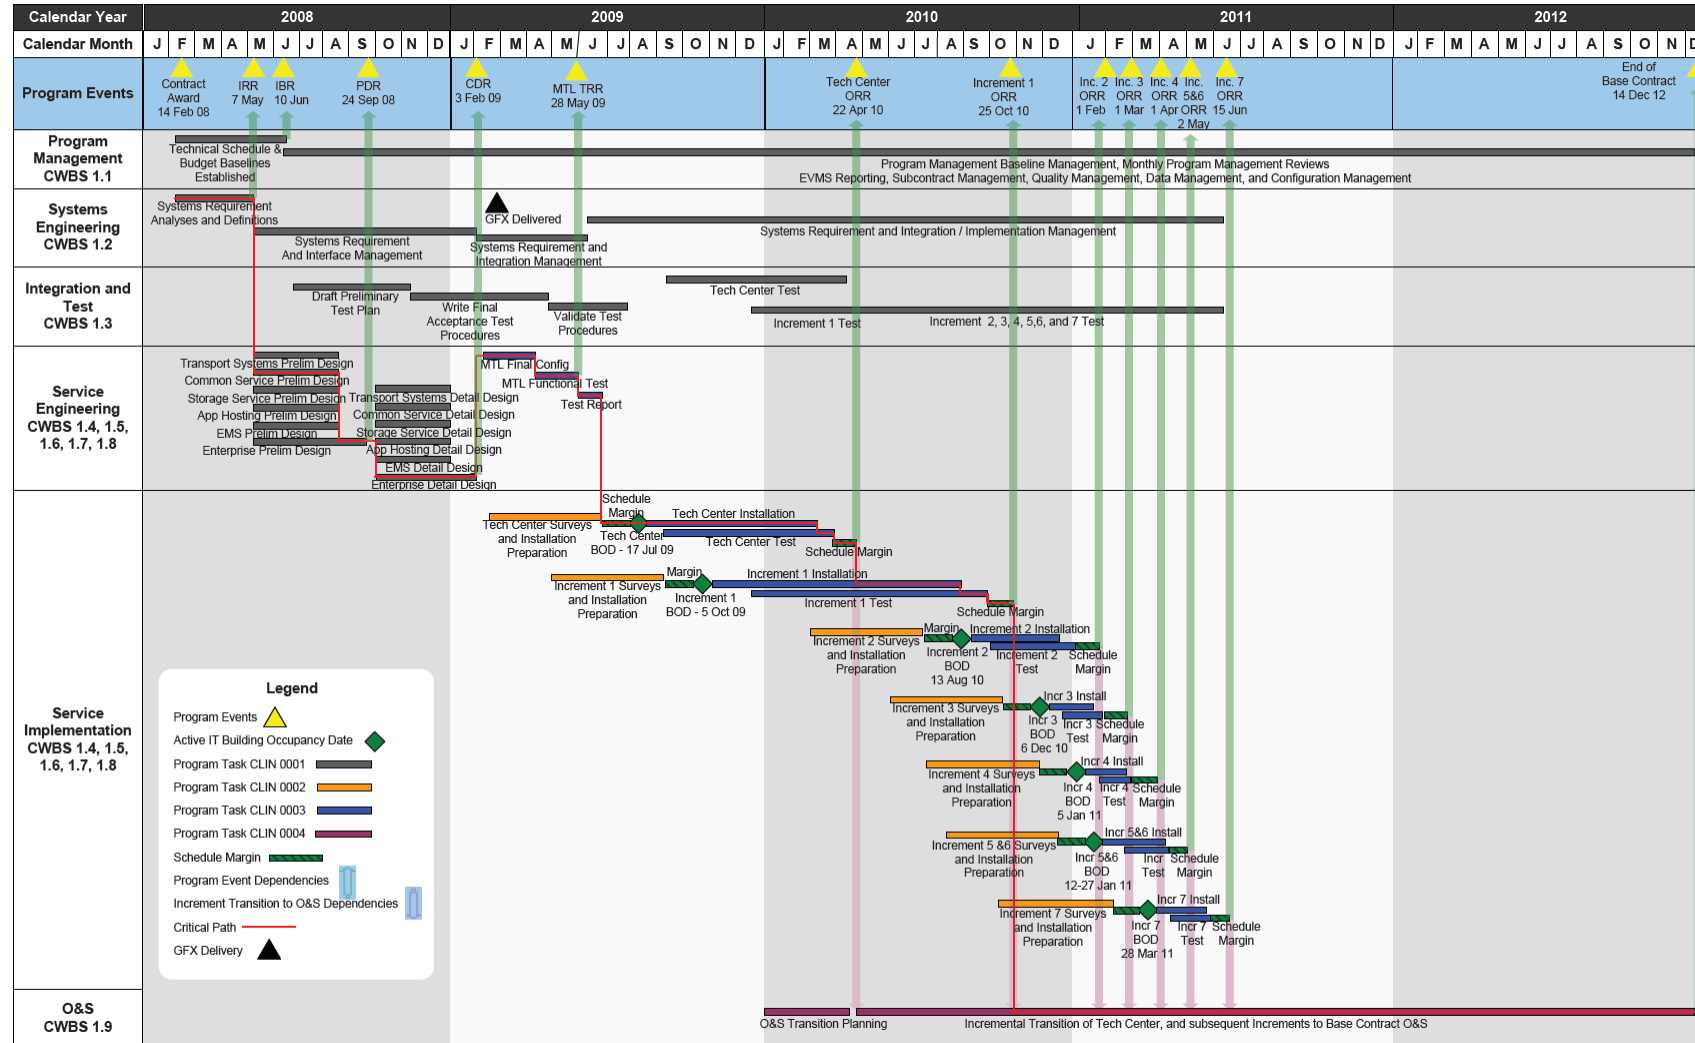 Calendar Year 2008 2009 2010 2011 2012
Calendar Month J F M A M J J A S O N D J F M A M J J A S O N D J F M A M J J A S O N D J F M A M J J A S O N D J F M A M J J A S O N D
Program Events
Contract
Award
14 Feb 08
IRR
7 May
IBR
10 Jun
PDR
24 Sep 08
CDR
3 Feb 09
MTL TRR
28 May 09
Tech Center
ORR
22 Apr 10
Increment 1
ORR
25 Oct 10
Inc. 2
ORR
1 Feb
Inc. 3
ORR
1 Mar
Inc. 4
ORR
1 Apr
Inc.
5&6
ORR
2 May
Inc. 7
ORR
15 Jun
End of
Base Contract
14 Dec 12
Program
Management
CWBS 1.1
Technical Schedule &
Budget Baselines
Established
Program Management Baseline Management, Monthly Program Management Reviews
EVMS Reporting, Subcontract Management, Quality Management, Data Management, and Configuration Management
Systems
Engineering
CWBS 1.2
Systems Requirement
Analyses and Definitions
Systems Requirement
And Interface Management
GFX Delivered
Systems Requirement and
Integration Management
Systems Requirement and Integration / Implementation Management
Integration and
Test
CWBS 1.3
Draft Preliminary
Test Plan
Write Final
Acceptance Test
Procedures
Validate Test
Procedures
Tech Center Test
Increment 1 Test
Increment 2, 3, 4, 5,6, and 7 Test
Service
Engineering
CWBS 1.4, 1.5,
1.6, 1.7, 1.8
Transport Systems Prelim Design
Common Service Prelim Design
Storage Service Prelim Design
App Hosting Prelim Design
EMS Prelim Design
Enterprise Prelim Design
Transport Systems Detail Design
Common Service Detail Design
Storage Service Detail Design
App Hosting Detail Design
EMS Detail Design
Enterprise Detail Design
MTL Final Config
MTL Functional Test
Test Report
Service
Implementation
CWBS 1.4, 1.5,
1.6, 1.7, 1.8
Tech Center Surveys
and Installation
Preparation
Schedule
Margin
Tech Center
BOD - 17 Jul 09
Tech Center Installation
Tech Center Test
Schedule Margin
Increment 1 Surveys
and Installation
Preparation
Margin
Increment 1
BOD - 5 Oct 09
Increment 1 Installation
Increment 1 Test
Schedule Margin
Increment 2 Surveys
and Installation
Preparation
Margin
Increment 2
BOD
13 Aug 10
Increment 2 Installation
Increment 2
Test
Schedule
Margin
Increment 3 Surveys
and Installation
Preparation
Incr 3
BOD
6 Dec 10
Incr 3 Install
Incr 3
Test
Schedule
Margin
Increment 4 Surveys
and Installation
Preparation
Incr 4
BOD
5 Jan 11
Incr 4 Install
Incr 4
Test
Schedule
Margin
Increment 5 &6 Surveys
and Installation
Preparation
Incr 5&6
BOD
12-27 Jan 11
Incr 5&6 Install
Incr
Test
Schedule
Margin
Increment 7 Surveys
and Installation
Preparation
Incr 7
BOD
28 Mar 11
Incr 7 Install
Incr 7
Test
Schedule
Margin
Legend
Program Events
Active IT Building Occupancy Date
Program Task CLIN 0001
Program Task CLIN 0002
Program Task CLIN 0003
Program Task CLIN 0004
Schedule Margin
Program Event Dependencies
Increment Transition to O&S Dependencies
Critical Path
GFX Delivery
O&S
CWBS 1.9
O&S Transition Planning
Incremental Transition of Tech Center, and subsequent Increments to Base Contract O&S